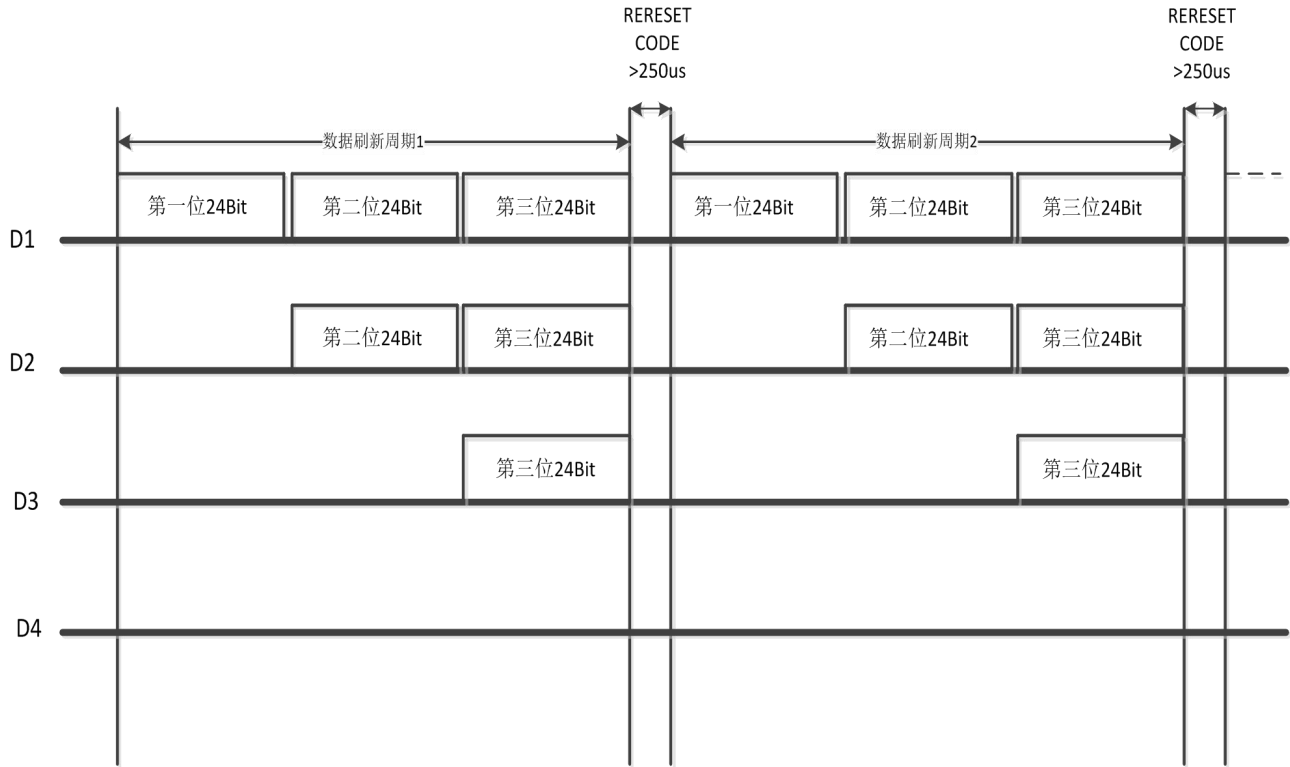 RERESET
CODE
>250us
RERESET
CODE
>250us
数据刷新周期1
数据刷新周期2
第一位24Bit
第二位24Bit
第三位24Bit
第一位24Bit
第二位24Bit
第三位24Bit
D1
第二位24Bit
第三位24Bit
第二位24Bit
第三位24Bit
D2
第三位24Bit
第三位24Bit
D3
D4